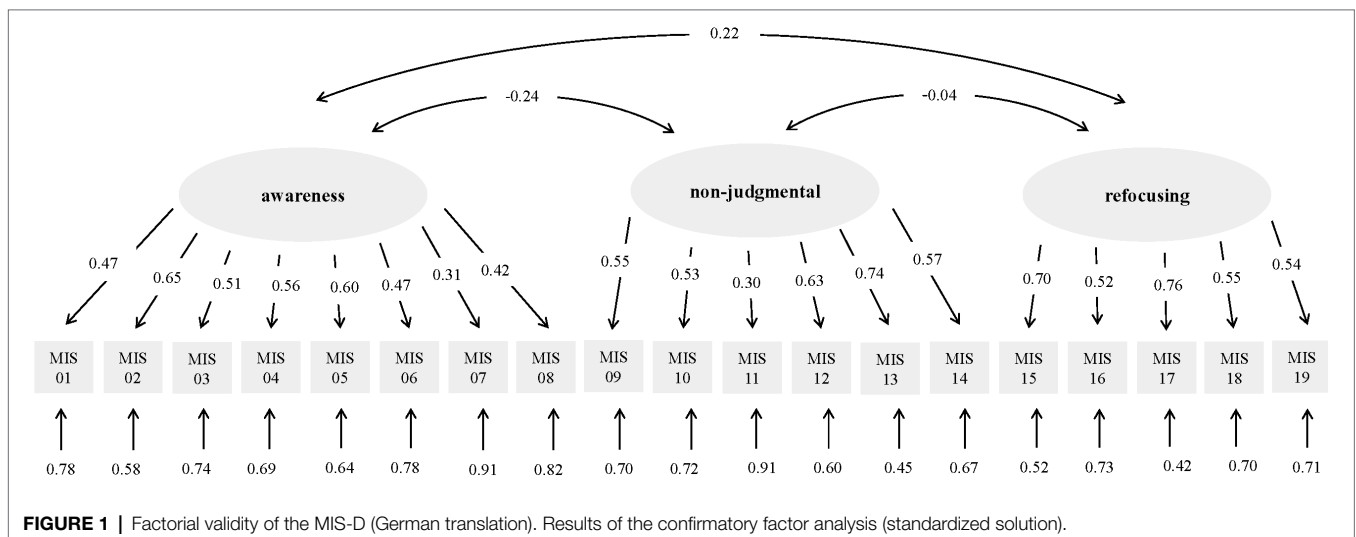 0.22
-0.24 -0.04
awareness non-judgmental refocusing
0.47 0.65 0.51 0.56 0.60 0.47 0.31 0.42 0.55 0.53 0.30 0.63 0.74 0.57 0.70 0.52 0.76 0.55 0.54
MIS MIS MIS MIS MIS MIS MIS MIS MIS MIS MIS MIS MIS MIS MIS MIS MIS MIS MIS
01 02 03 04 05 06 07 08 09 10 11 12 13 14 15 16 17 18 19
0.78 0.58 0.74 0.69 0.64 0.78 0.91 0.82 0.70 0.72 0.91 0.60 0.45 0.67 0.52 0.73 0.42 0.70 0.71
FIGURE 1 | Factorial validity of the MIS-D (German translation). Results of the confirmatory factor analysis (standardized solution).